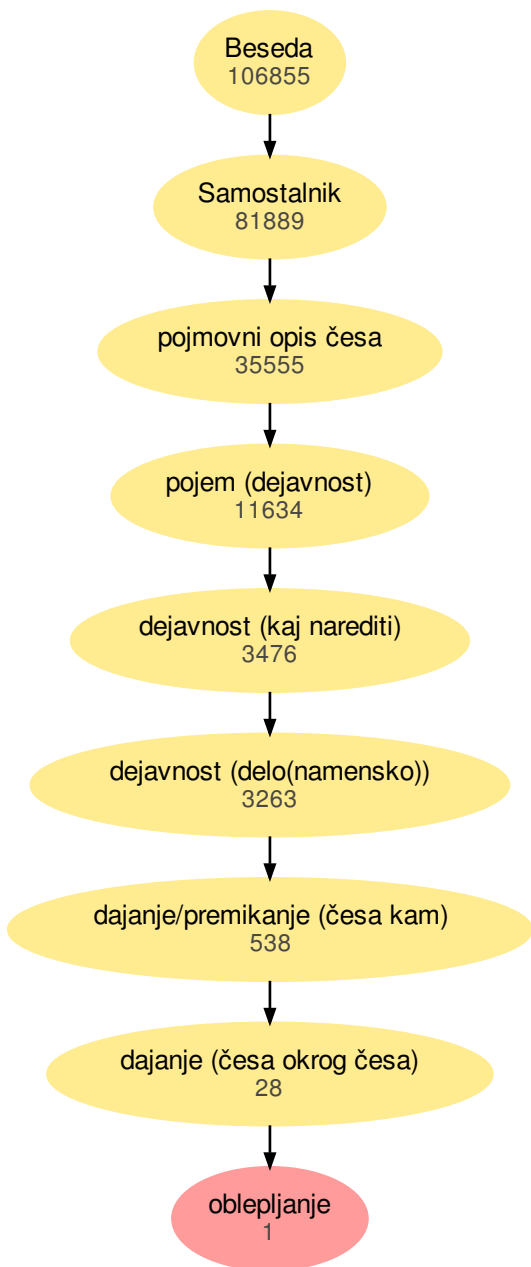 Beseda
106855
Samostalnik
81889
pojmovni opis česa
35555
pojem (dejavnost)
11634
dejavnost (kaj narediti)
3476
dejavnost (delo(namensko))
3263
dajanje/premikanje (česa kam)
538
dajanje (česa okrog česa)
28
oblepljanje
1